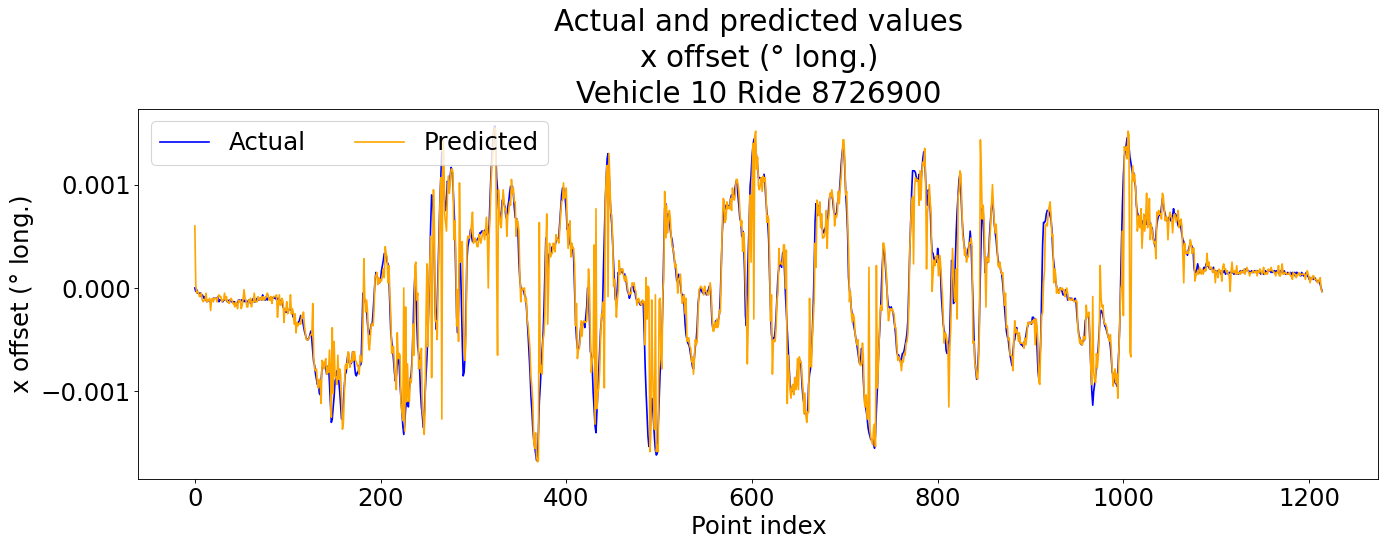 Actual and predicted values
x offset (° long.)
Vehicle 10 Ride 8726900
Actual
Predicted
x offset (° long.)
0.001
0.000
−0.001
0
200
400
600
800
1000
1200
Point index